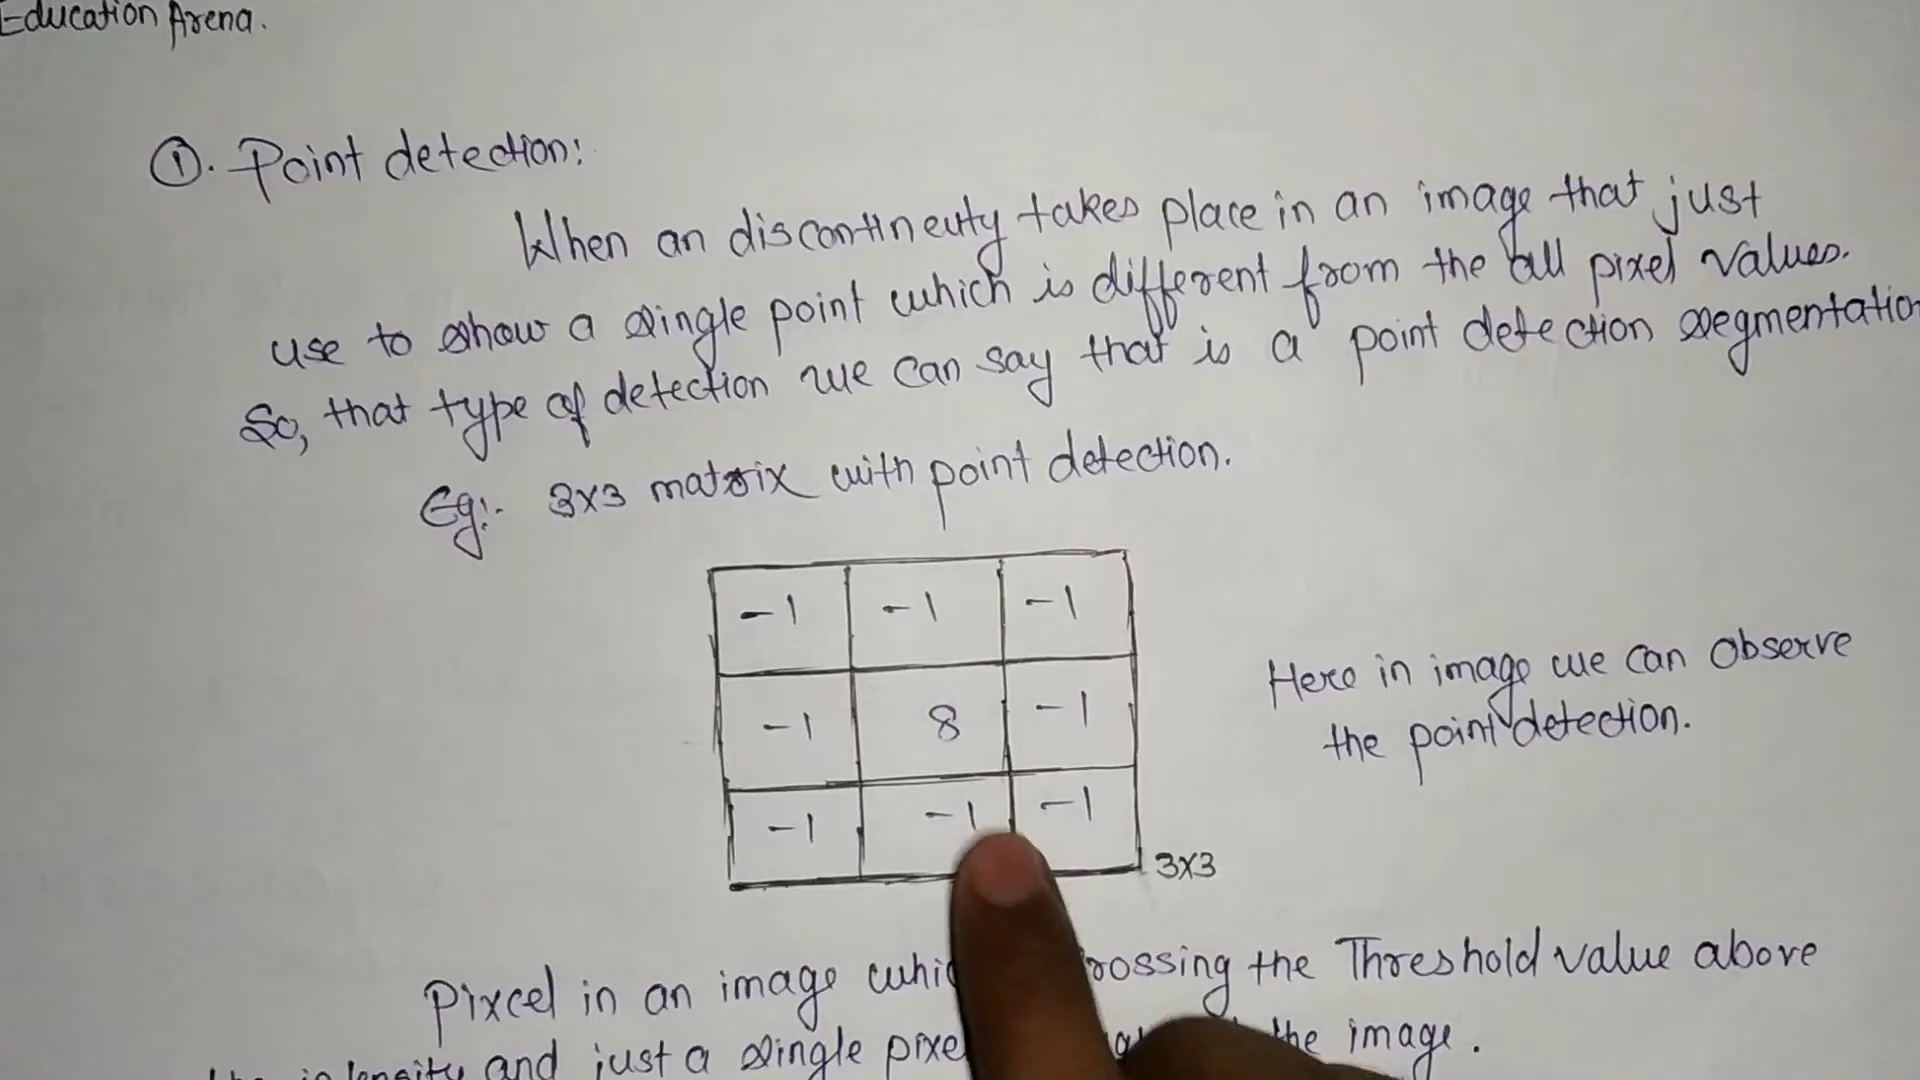 Education Arena.
①. Point detection:
When an discontineuty takes place in an image that just
use to show a single point which is different from the all pixel values.
So, that type of detection we can say that is a point detection segmentation
Eg:- 3x3 matrix with point detection.
-1 -1 -1
-1 8 -1
-1 -1 -1
3x3
Here in image we can observe
the point detection.
Pixcel in an image the Threshold value above
and just a single the image.